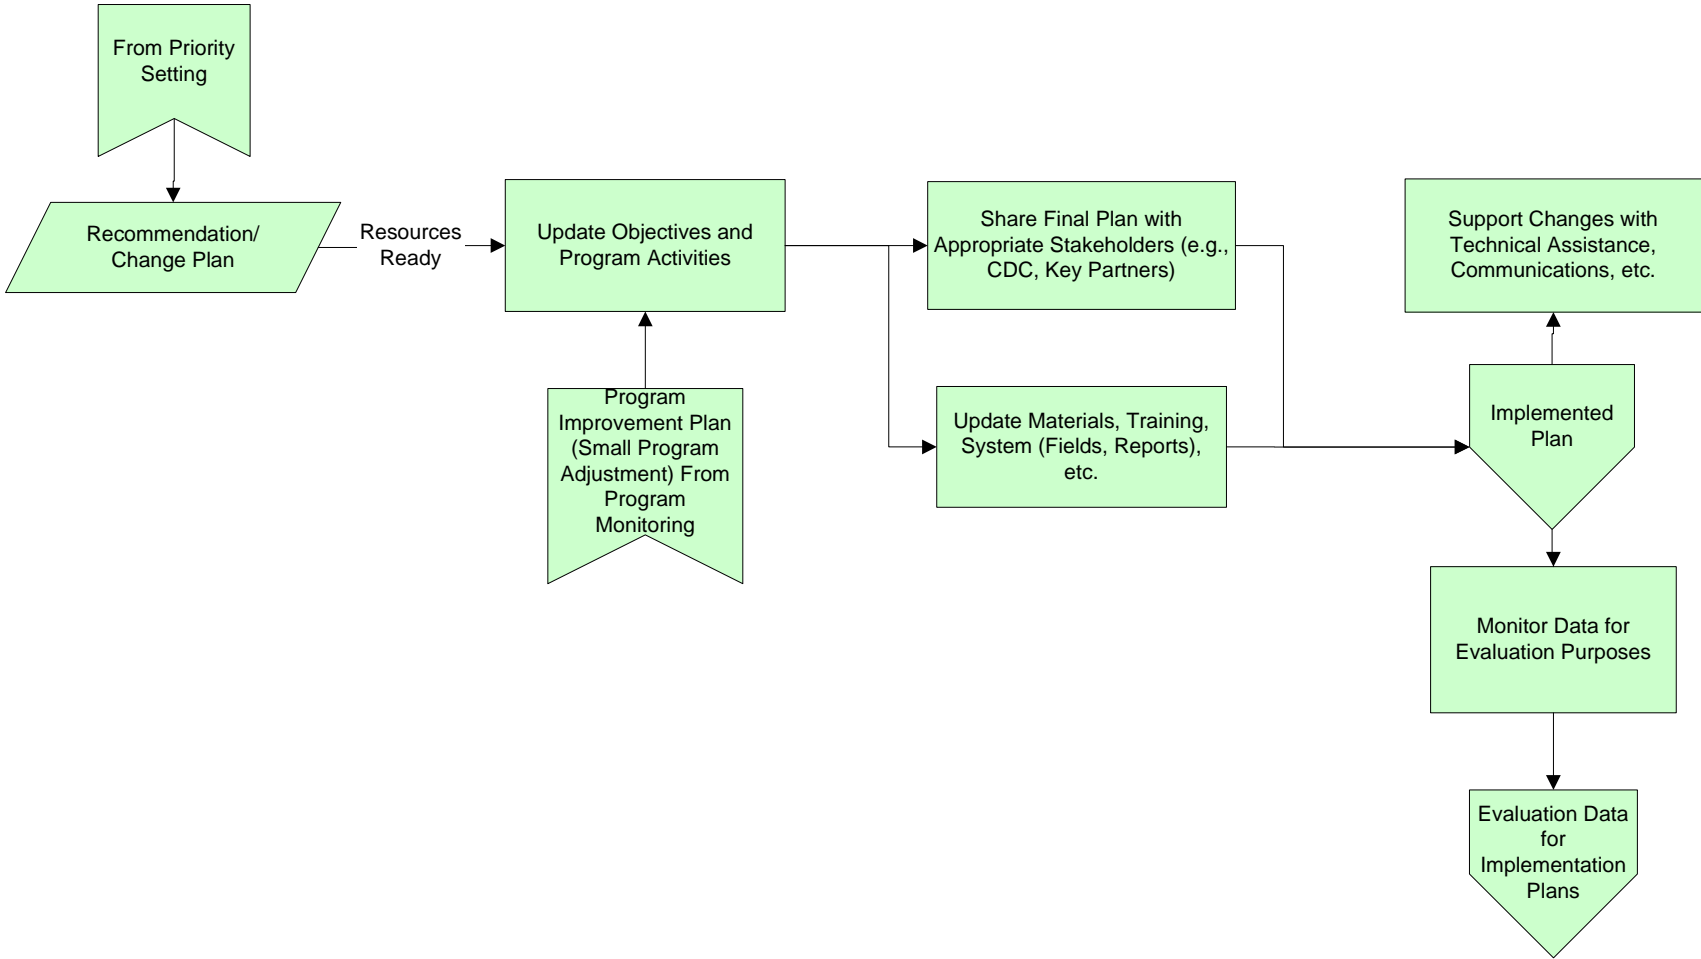 From Priority
Setting
Recommendation/
Change Plan
Resources
Ready
Update Objectives and
Program Activities
Program
Improvement Plan
(Small Program
Adjustment) From
Program
Monitoring
Share Final Plan with
Appropriate Stakeholders (e.g.,
CDC, Key Partners)
Update Materials, Training,
System (Fields, Reports),
etc.
Support Changes with
Technical Assistance,
Communications, etc.
Implemented
Plan
Monitor Data for
Evaluation Purposes
Evaluation Data
for
Implementation
Plans